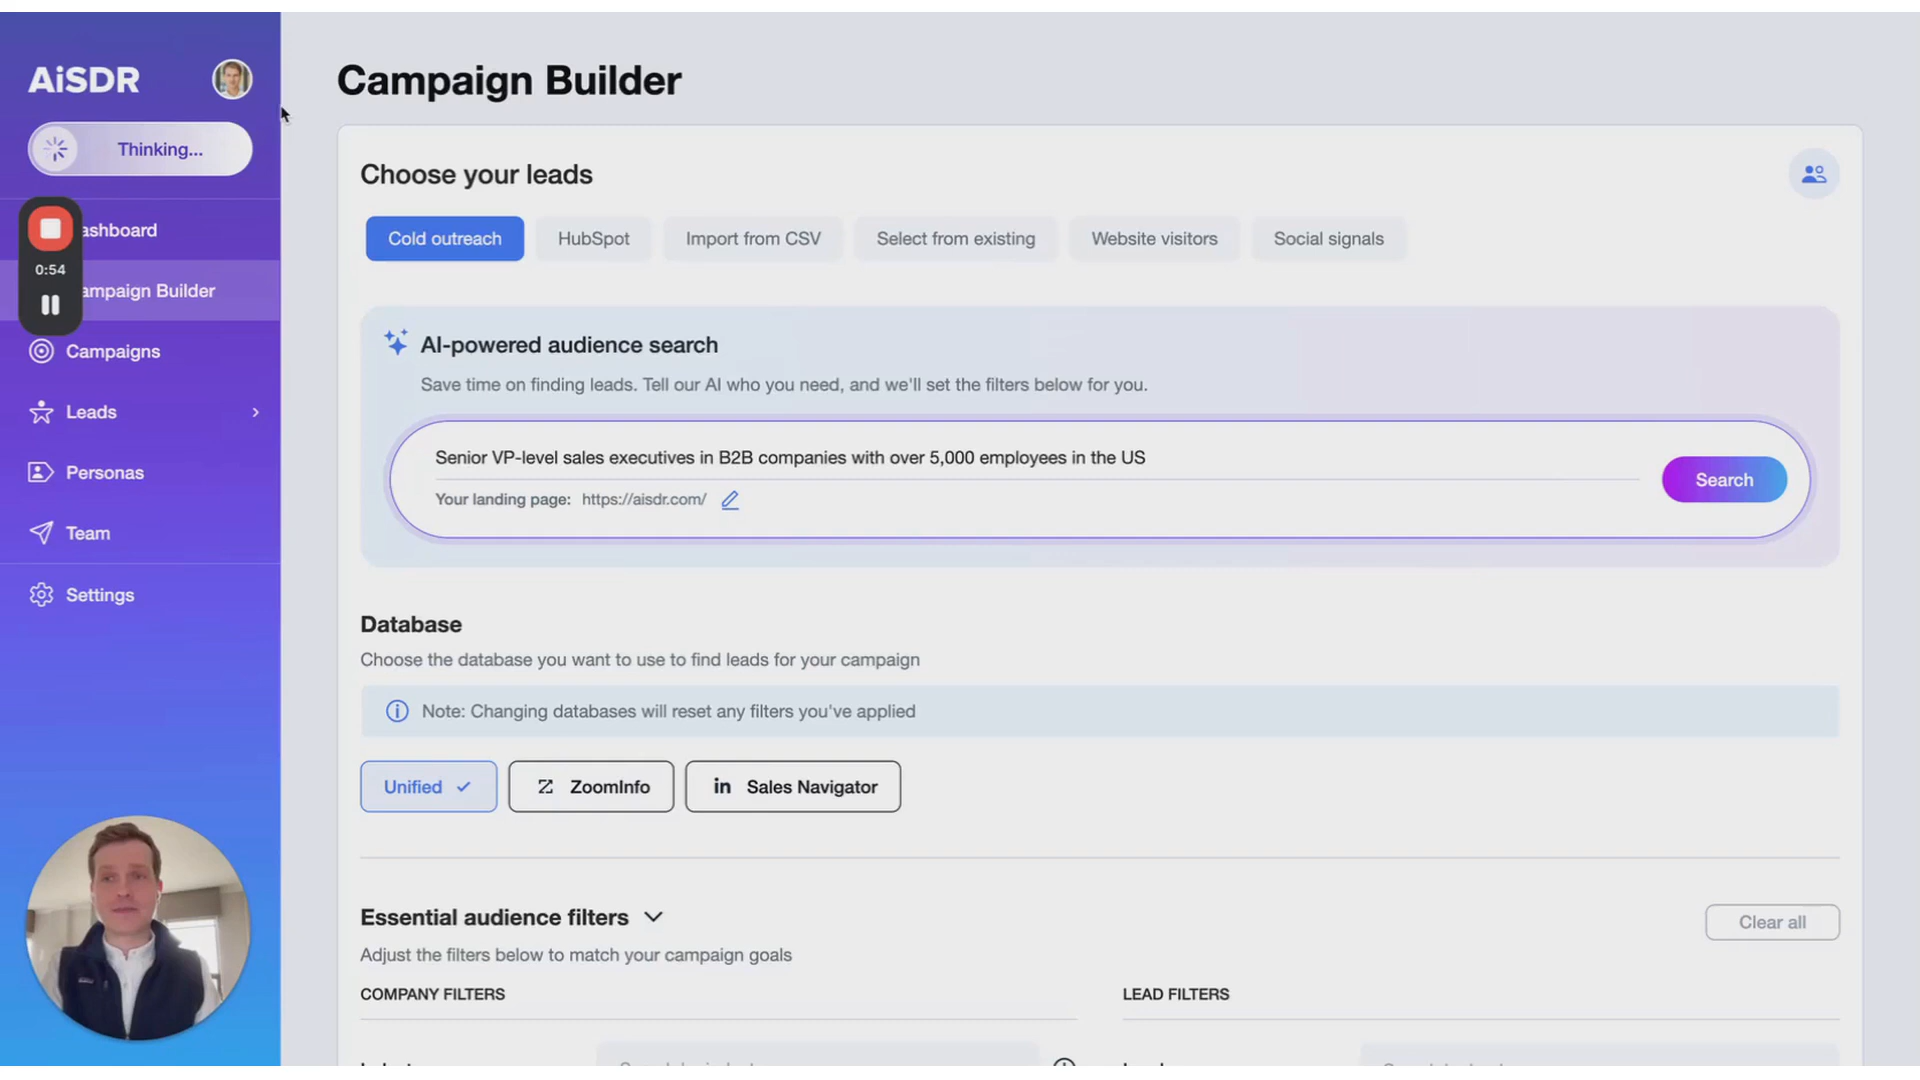 AiSDR
Thinking...
0:54
ashboard
ampaign Builder
Campaigns
Leads
Personas
Team
Settings
Campaign Builder
Choose your leads
Cold outreach
HubSpot
Import from CSV
Select from existing
Website visitors
Social signals
AI-powered audience search
Save time on finding leads. Tell our AI who you need, and we'll set the filters below for you.
Senior VP-level sales executives in B2B companies with over 5,000 employees in the US
Your landing page: https://aisdr.com/
Search
Database
Choose the database you want to use to find leads for your campaign
Note: Changing databases will reset any filters you've applied
Unified
ZoomInfo
in Sales Navigator
Essential audience filters
Clear all
Adjust the filters below to match your campaign goals
COMPANY FILTERS
LEAD FILTERS